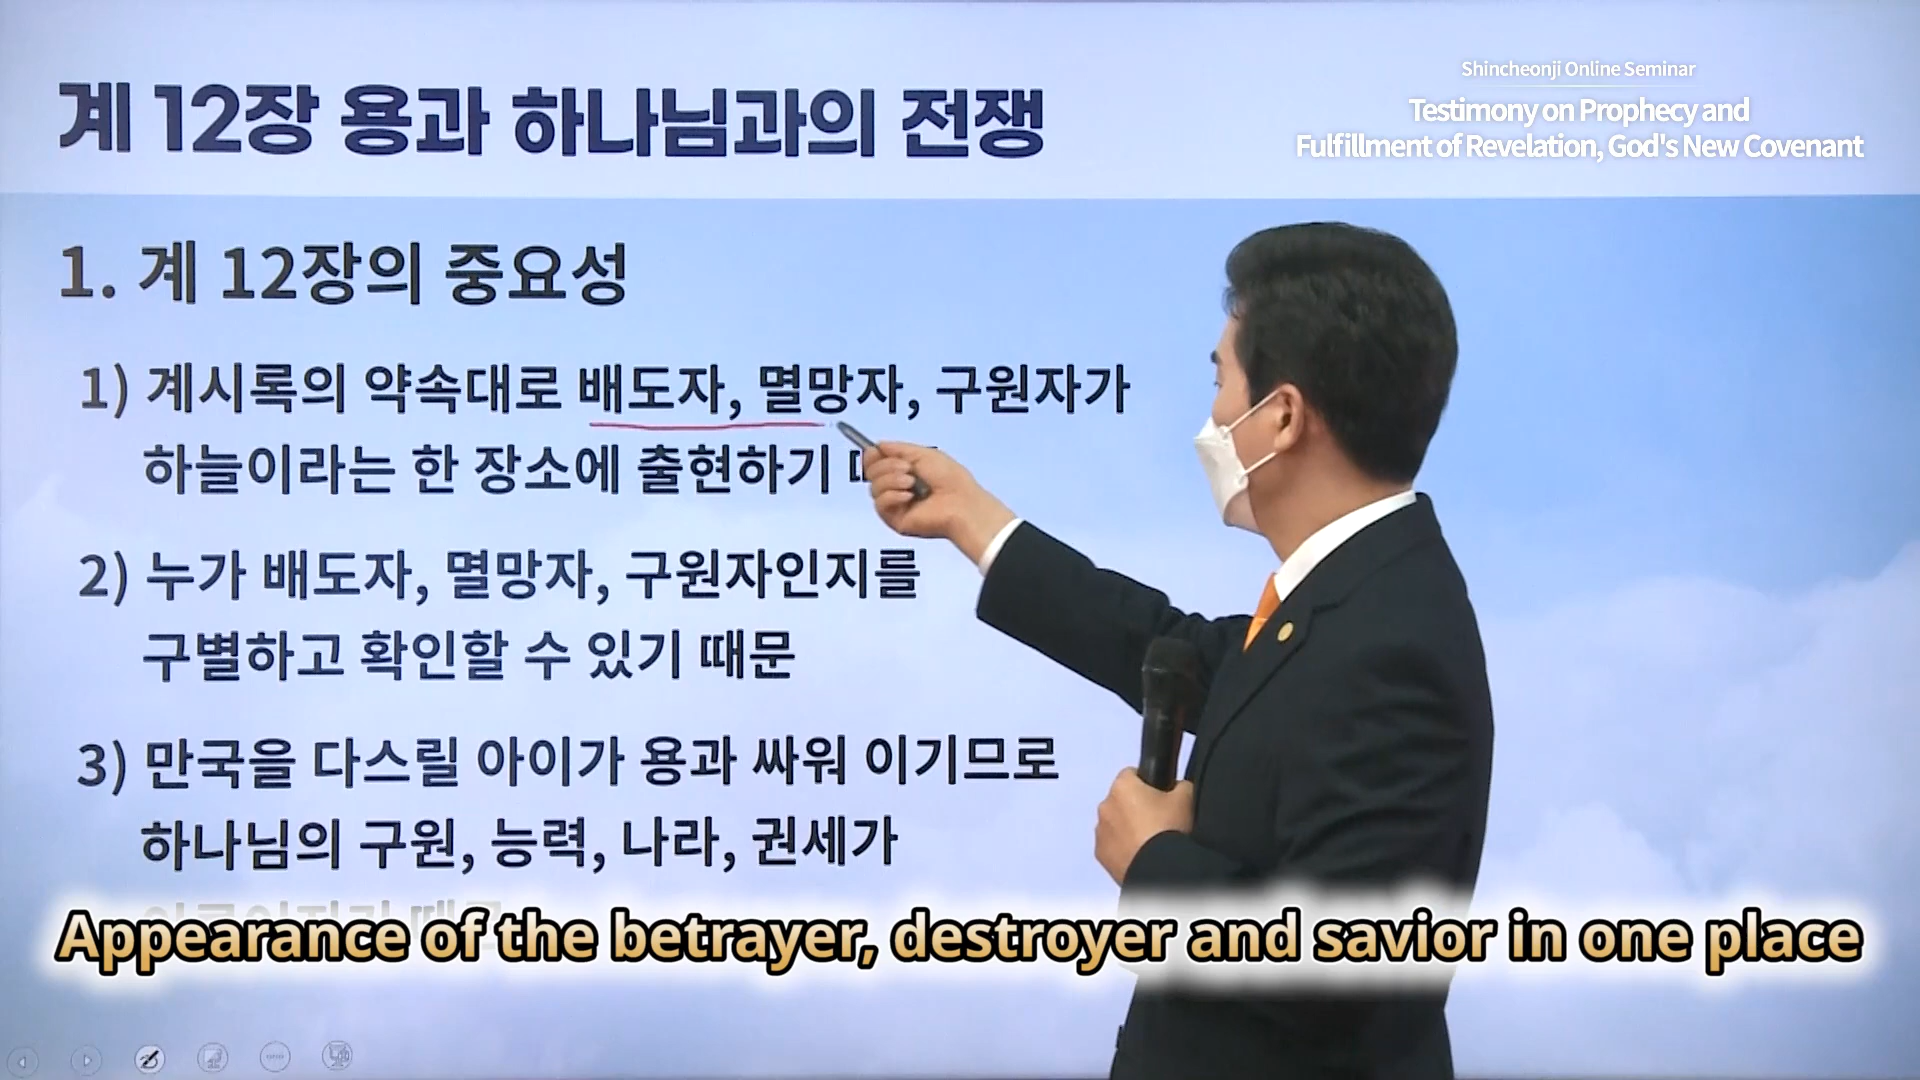 계 12장 용과 하나님과의 전쟁
Shincheonji Online Seminar
Testimony on Prophecy and
Fulfillment of Revelation, God's New Covenant
1. 계 12장의 중요성
1) 계시록의 약속대로 배도자, 멸망자, 구원자가
하늘이라는 한 장소에 출현하기
2) 누가 배도자, 멸망자, 구원자인지를
구별하고 확인할 수 있기 때문
3) 만국을 다스릴 아이가 용과 싸워 이기므로
하나님의 구원, 능력, 나라, 권세가
Appearance of the betrayer, destroyer and savior in one place